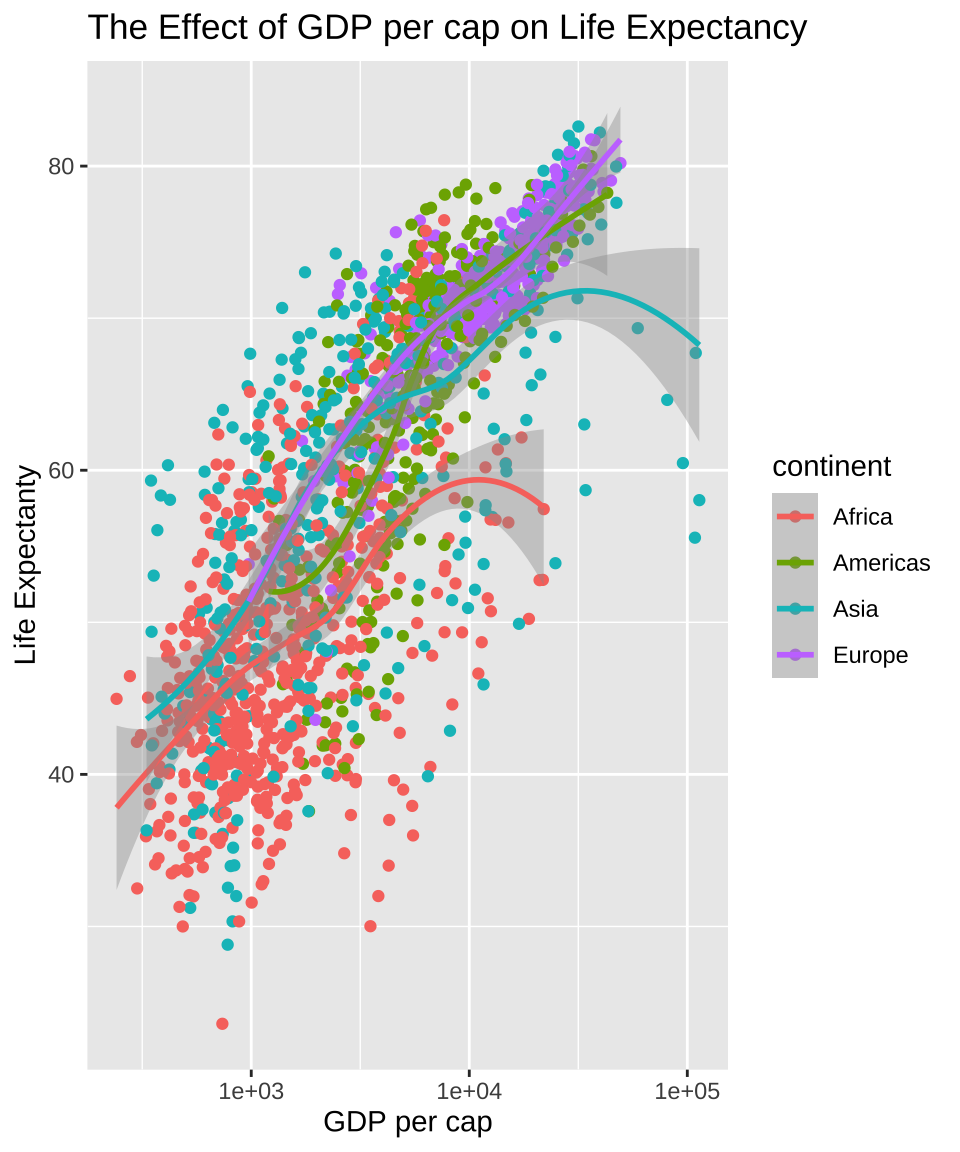 The Effect of GDP per cap on Life Expectancy
80
60
40
Life Expectanty
1e+03 1e+04 1e+05
GDP per cap
continent
Africa
Americas
Asia
Europe